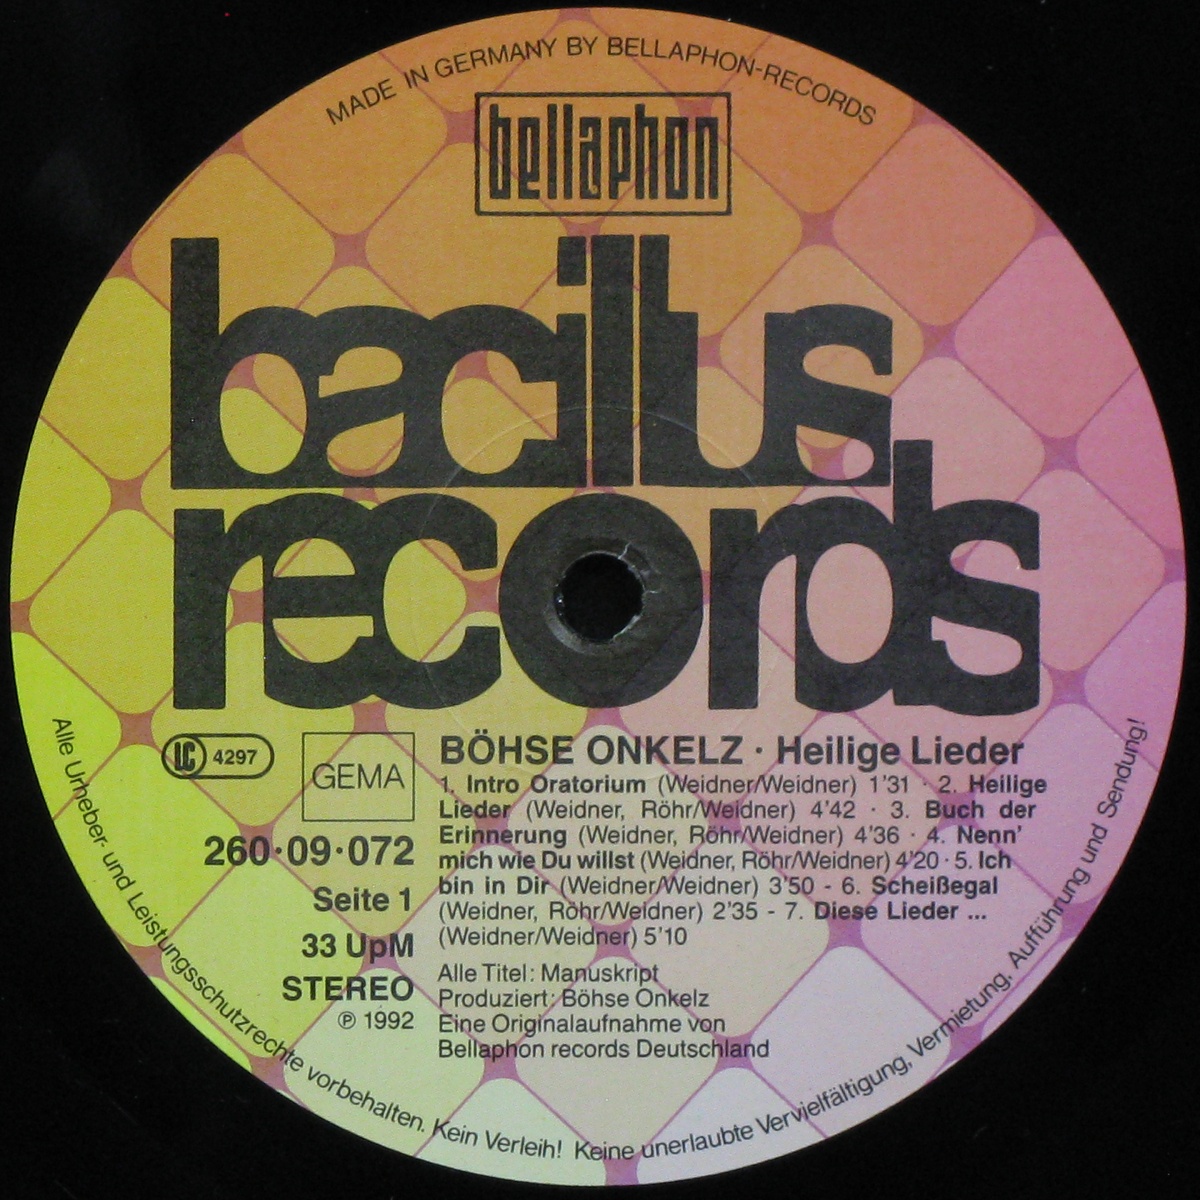 MADE IN GERMANY BY BELLAPHON-RECORDS
bellaphon
bacillus
records
LC 4297
GEMA
260·09·072
Seite 1
33 UpM
STEREO
℗ 1992
BÖHSE ONKELZ · Heilige Lieder
1. Intro Oratorium (Weidner/Weidner) 1'31 · 2. Heilige
Lieder (Weidner, Röhr/Weidner) 4'42 · 3. Buch der
Erinnerung (Weidner, Röhr/Weidner) 4'36 · 4. Nenn'
mich wie Du willst (Weidner, Röhr/Weidner) 4'20 · 5. Ich
bin in Dir (Weidner/Weidner) 3'50 - 6. Scheißegal
(Weidner, Röhr/Weidner) 2'35 - 7. Diese Lieder ...
(Weidner/Weidner) 5'10
Alle Titel: Manuskript
Produziert: Böhse Onkelz
Eine Originalaufnahme von
Bellaphon records Deutschland
Alle Urheber- und Leistungsschutzrechte vorbehalten. Kein Verleih! Keine unerlaubte Vervielfältigung, Vermietung, Aufführung und Sendung!